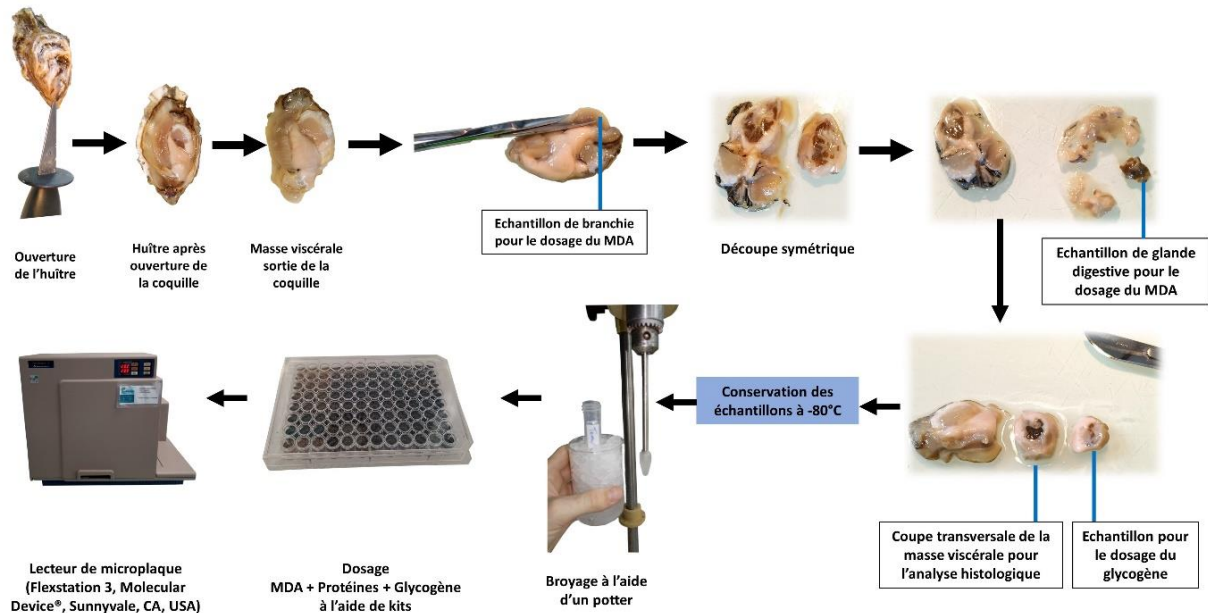 Ouverture
de l'huître
Huître après
ouverture de
la coquille
Masse viscérale
sortie de la
coquille
Echantillon de branchie
pour le dosage du MDA
Découpe symétrique
Echantillon de glande
digestive pour le
dosage du MDA
Coupe transversale de la
masse viscérale pour
l'analyse histologique
Echantillon pour
le dosage du
glycogène
Conservation des
échantillons à -80°C
Broyage à l'aide
d'un potter
Dosage
MDA + Protéines + Glycogène
à l'aide de kits
Lecteur de microplaque
(Flexstation 3, Molecular
Device®, Sunnyvale, CA, USA)